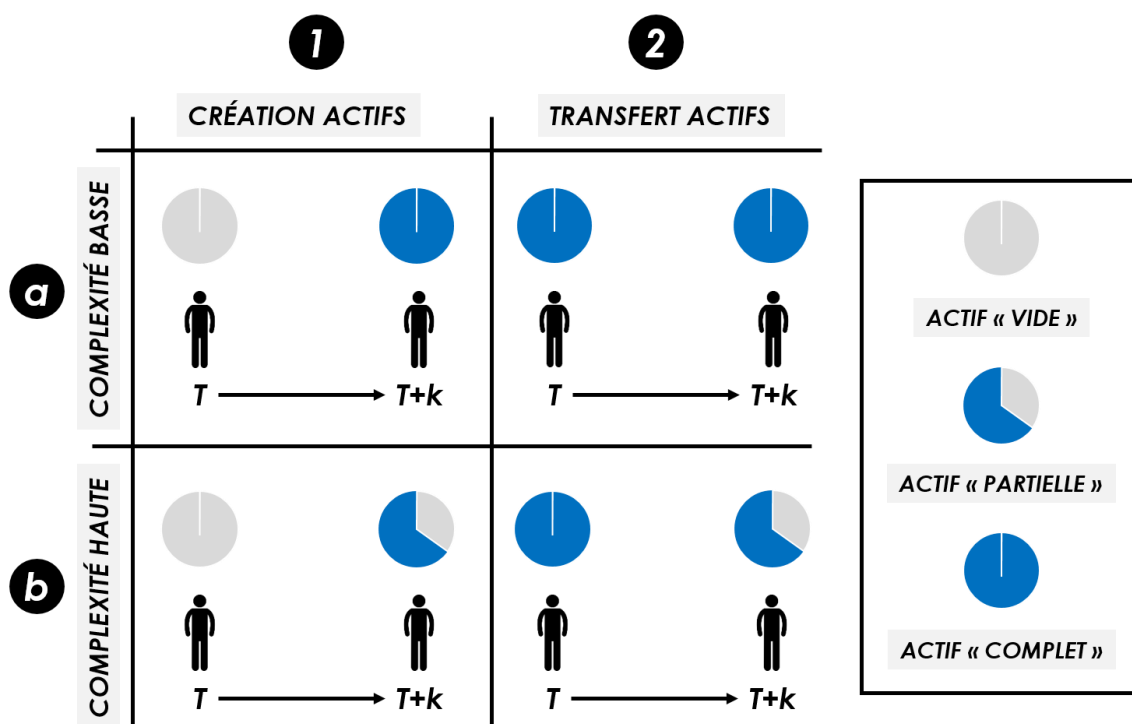 1
2
CRÉATION ACTIFS
TRANSFERT ACTIFS
a
COMPLEXITÉ BASSE
T
T+k
T
T+k
b
COMPLEXITÉ HAUTE
T
T+k
T
T+k
ACTIF « VIDE »
ACTIF « PARTIELLE »
ACTIF « COMPLET »